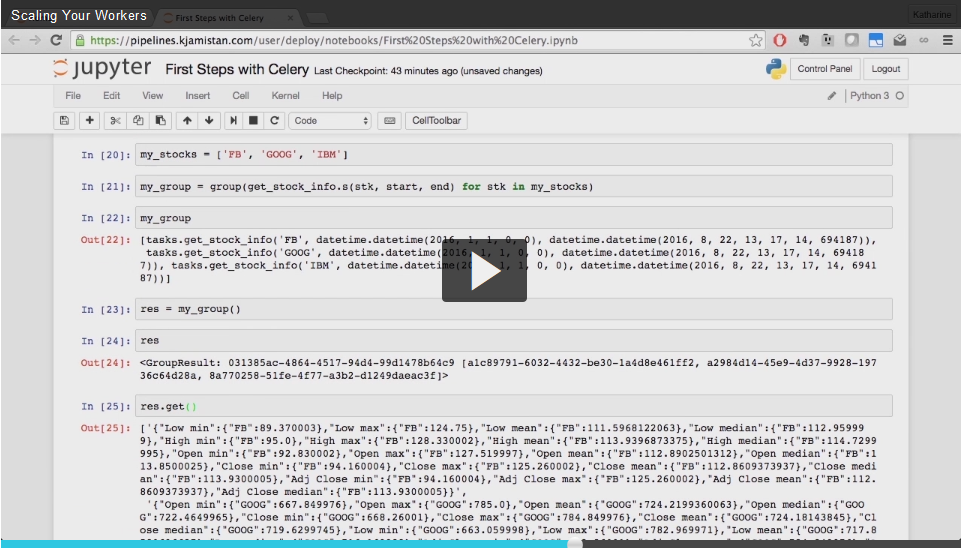 Scaling Your Workers
First Steps with Celery
Katharine
https://pipelines.kjamistan.com/user/deploy/notebooks/First%20Steps%20with%20Celery.ipynb
jupyter First Steps with Celery Last Checkpoint: 43 minutes ago (unsaved changes) Control Panel Logout
File Edit View Insert Cell Kernel Help Python 3
Code CellToolbar
In [20]: my_stocks = ['FB', 'GOOG', 'IBM']
In [21]: my_group = group(get_stock_info.s(stk, start, end) for stk in my_stocks)
In [22]: my_group
Out[22]: [tasks.get_stock_info('FB', datetime.datetime(2016, 1, 1, 0, 0), datetime.datetime(2016, 8, 22, 13, 17, 14, 694187)),
tasks.get_stock_info('GOOG', datetime.datetime 1, 1, 0, 0), datetime.datetime(2016, 8, 22, 13, 17, 14, 69418
7)), tasks.get_stock_info('IBM', datetime.datetime(20 1, 0, 0), datetime.datetime(2016, 8, 22, 13, 17, 14, 6941
87))]
In [23]: res = my_group()
In [24]: res
Out[24]: <GroupResult: 031385ac-4864-4517-94d4-99d1478b64c9 [a1c89791-6032-4432-be30-1a4d8e461ff2, a2984d14-45e9-4d37-9928-19
736c64d28a, 8a770258-51fe-4f77-a3b2-d1249daeac3f]>
In [25]: res.get()
Out[25]: ['{"Low min":{"FB":89.370003},"Low max":{"FB":124.75},"Low mean":{"FB":111.5968122063},"Low median":{"FB":112.95999
9},"High min":{"FB":95.0},"High max":{"FB":128.330002},"High mean":{"FB":113.9396873375},"High median":{"FB":114.7299
995},"Open min":{"FB":92.830002},"Open max":{"FB":127.519997},"Open mean":{"FB":112.8902501312},"Open median":{"FB":1
13.8500025},"Close min":{"FB":94.160004},"Close max":{"FB":125.260002},"Close mean":{"FB":112.8609373937},"Close medi
an":{"FB":113.9300005},"Adj Close min":{"FB":94.160004},"Adj Close max":{"FB":125.260002},"Adj Close mean":{"FB":112.
8609373937},"Adj Close median":{"FB":113.9300005}}',
'{"Open min":{"GOOG":667.849976},"Open max":{"GOOG":785.0},"Open mean":{"GOOG":724.2199360063},"Open median":{"GOO
G":722.4649965},"Close min":{"GOOG":668.26001},"Close max":{"GOOG":784.849976},"Close mean":{"GOOG":724.18143845},"Cl
ose median":{"GOOG":719.6299745},"Low min":{"GOOG":663.059998},"Low max":{"GOOG":782.969971},"Low mean":{"GOOG":717.8